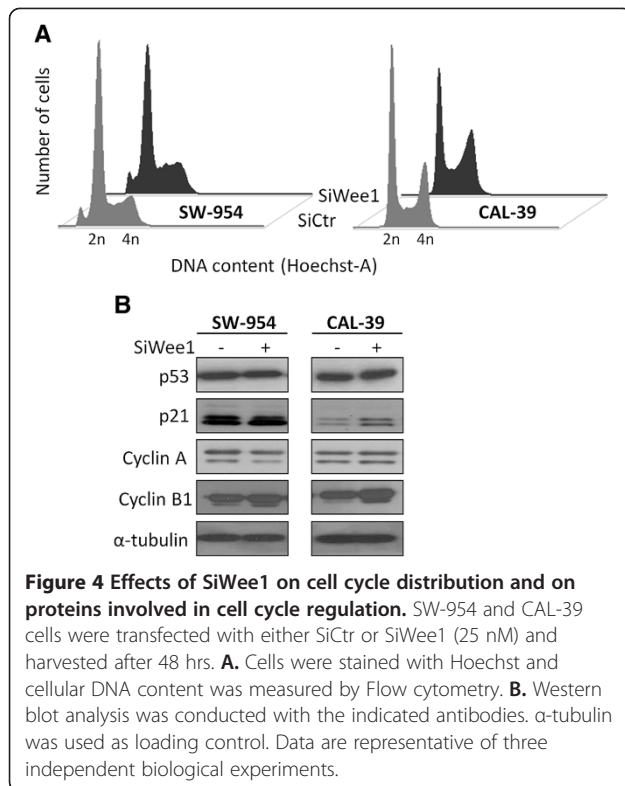 A
Number of cells
SiWee1
SW-954
SiCtr
CAL-39
2n 4n
2n 4n
DNA content (Hoechst-A)
B
SW-954 CAL-39
SiWee1 - + - +
p53
p21
Cyclin A
Cyclin B1
α-tubulin
Figure 4 Effects of SiWee1 on cell cycle distribution and on
proteins involved in cell cycle regulation. SW-954 and CAL-39
cells were transfected with either SiCtr or SiWee1 (25 nM) and
harvested after 48 hrs. A. Cells were stained with Hoechst and
cellular DNA content was measured by Flow cytometry. B. Western
blot analysis was conducted with the indicated antibodies. α-tubulin
was used as loading control. Data are representative of three
independent biological experiments.